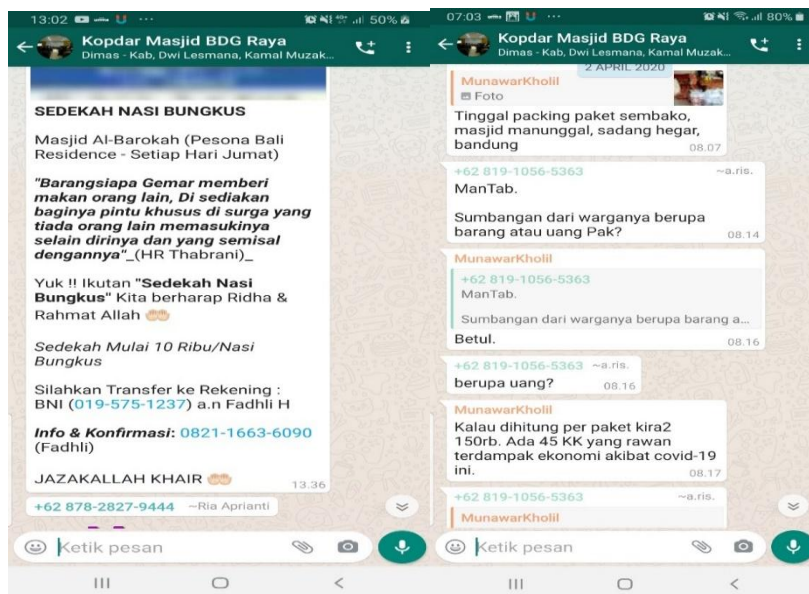 13:02 50%
Kopdar Masjid BDG Raya
Dimas - Kab, Dwi Lesmana, Kamal Muzak...
SEDEKAH NASI BUNGKUS
Masjid Al-Barokah (Pesona Bali
Residence - Setiap Hari Jumat)
"Barangsiapa Gemar memberi
makan orang lain, Di sediakan
baginya pintu khusus di surga yang
tiada orang lain memasukinya
selain dirinya dan yang semisal
dengannya"_(HR Thabrani)_
Yuk !! Ikutan "Sedekah Nasi
Bungkus" Kita berharap Ridha &
Rahmat Allah 🤲🏻
Sedekah Mulai 10 Ribu/Nasi
Bungkus
Silahkan Transfer ke Rekening :
BNI (019-575-1237) a.n Fadhli H
Info & Konfirmasi: 0821-1663-6090
(Fadhli)
JAZAKALLAH KHAIR 🤲🏻
13.36
+62 878-2827-9444 ~Ria Aprianti
Ketik pesan
07:03 80%
Kopdar Masjid BDG Raya
Dimas - Kab, Dwi Lesmana, Kamal Muzak...
2 APRIL 2020
MunawarKholil
Foto
Tinggal packing paket sembako,
masjid manunggal, sadang hegar,
bandung
08.07
+62 819-1056-5363 ~a.ris.
ManTab.
Sumbangan dari warganya berupa
barang atau uang Pak?
08.14
MunawarKholil
+62 819-1056-5363
ManTab.
Sumbangan dari warganya berupa barang a...
Betul.
08.16
+62 819-1056-5363 ~a.ris.
berupa uang?
08.16
MunawarKholil
Kalau dihitung per paket kira2
150rb. Ada 45 KK yang rawan
terdampak ekonomi akibat covid-19
ini.
08.17
+62 819-1056-5363 ~a.ris.
MunawarKholil
Ketik pesan